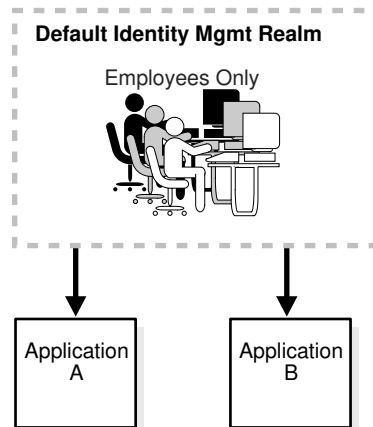 Default Identity Mgmt Realm
Employees Only
Application
A
Application
B